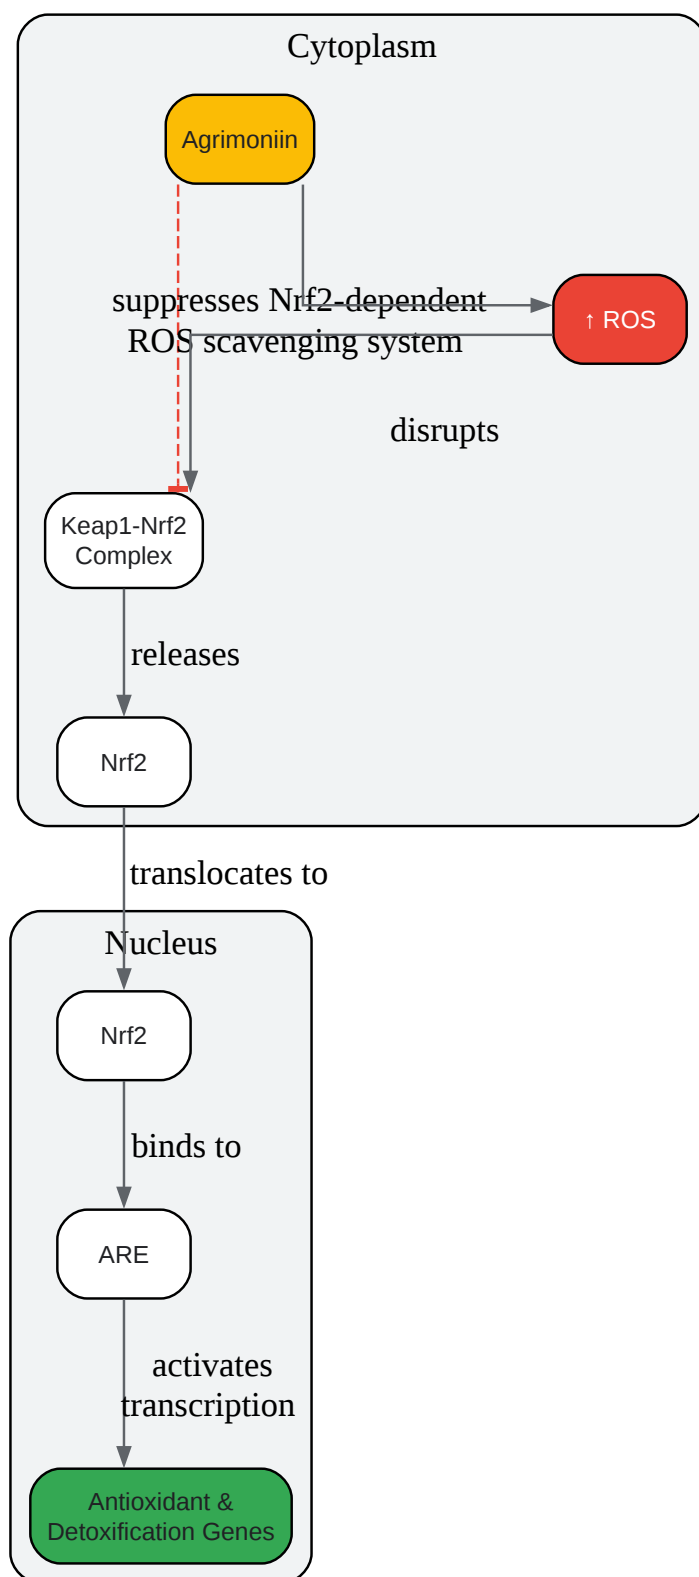 Cytoplasm
Agrimoniin
suppresses Nrf2-dependent
ROS scavenging system
↑ ROS
disrupts
Keap1-Nrf2
Complex
releases
Nrf2
translocates to
Nucleus
Nrf2
binds to
ARE
activates
transcription
Antioxidant &
Detoxification Genes